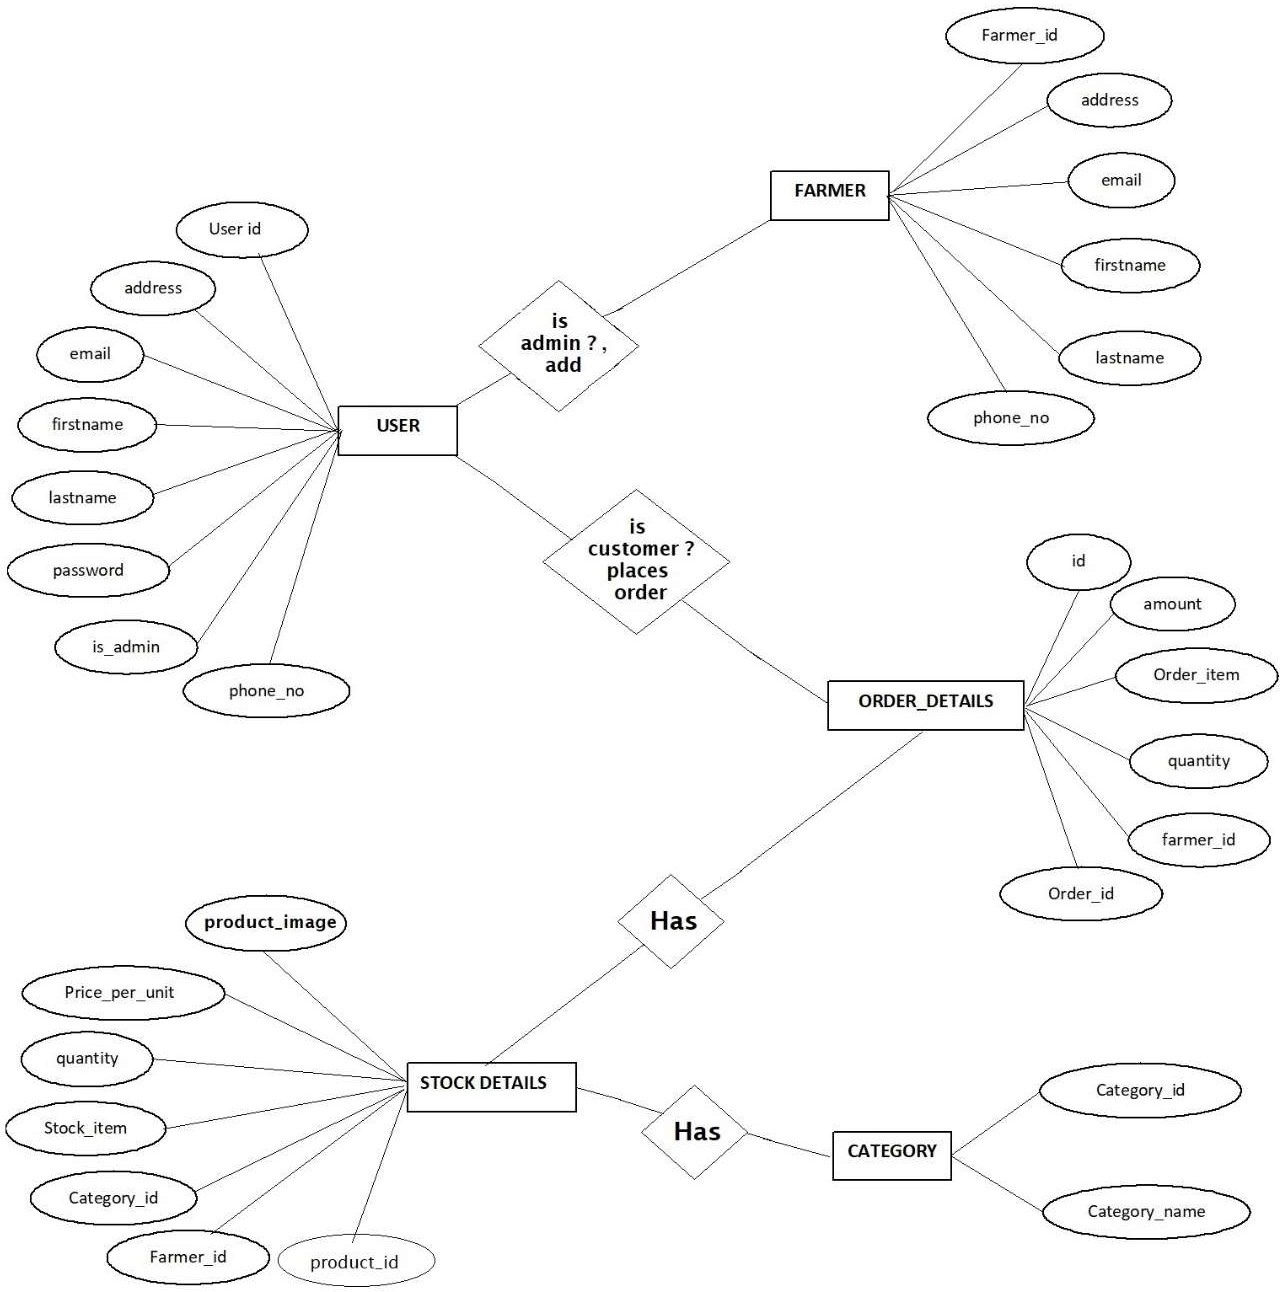 Farmer_id
address
email
firstname
lastname
phone_no
FARMER
is
admin ? ,
add
User id
address
email
firstname
lastname
password
is_admin
phone_no
USER
is
customer ?
places
order
id
amount
Order_item
quantity
farmer_id
Order_id
ORDER_DETAILS
Has
product_image
Price_per_unit
quantity
Stock_item
Category_id
Farmer_id
product_id
STOCK DETAILS
Has
CATEGORY
Category_id
Category_name